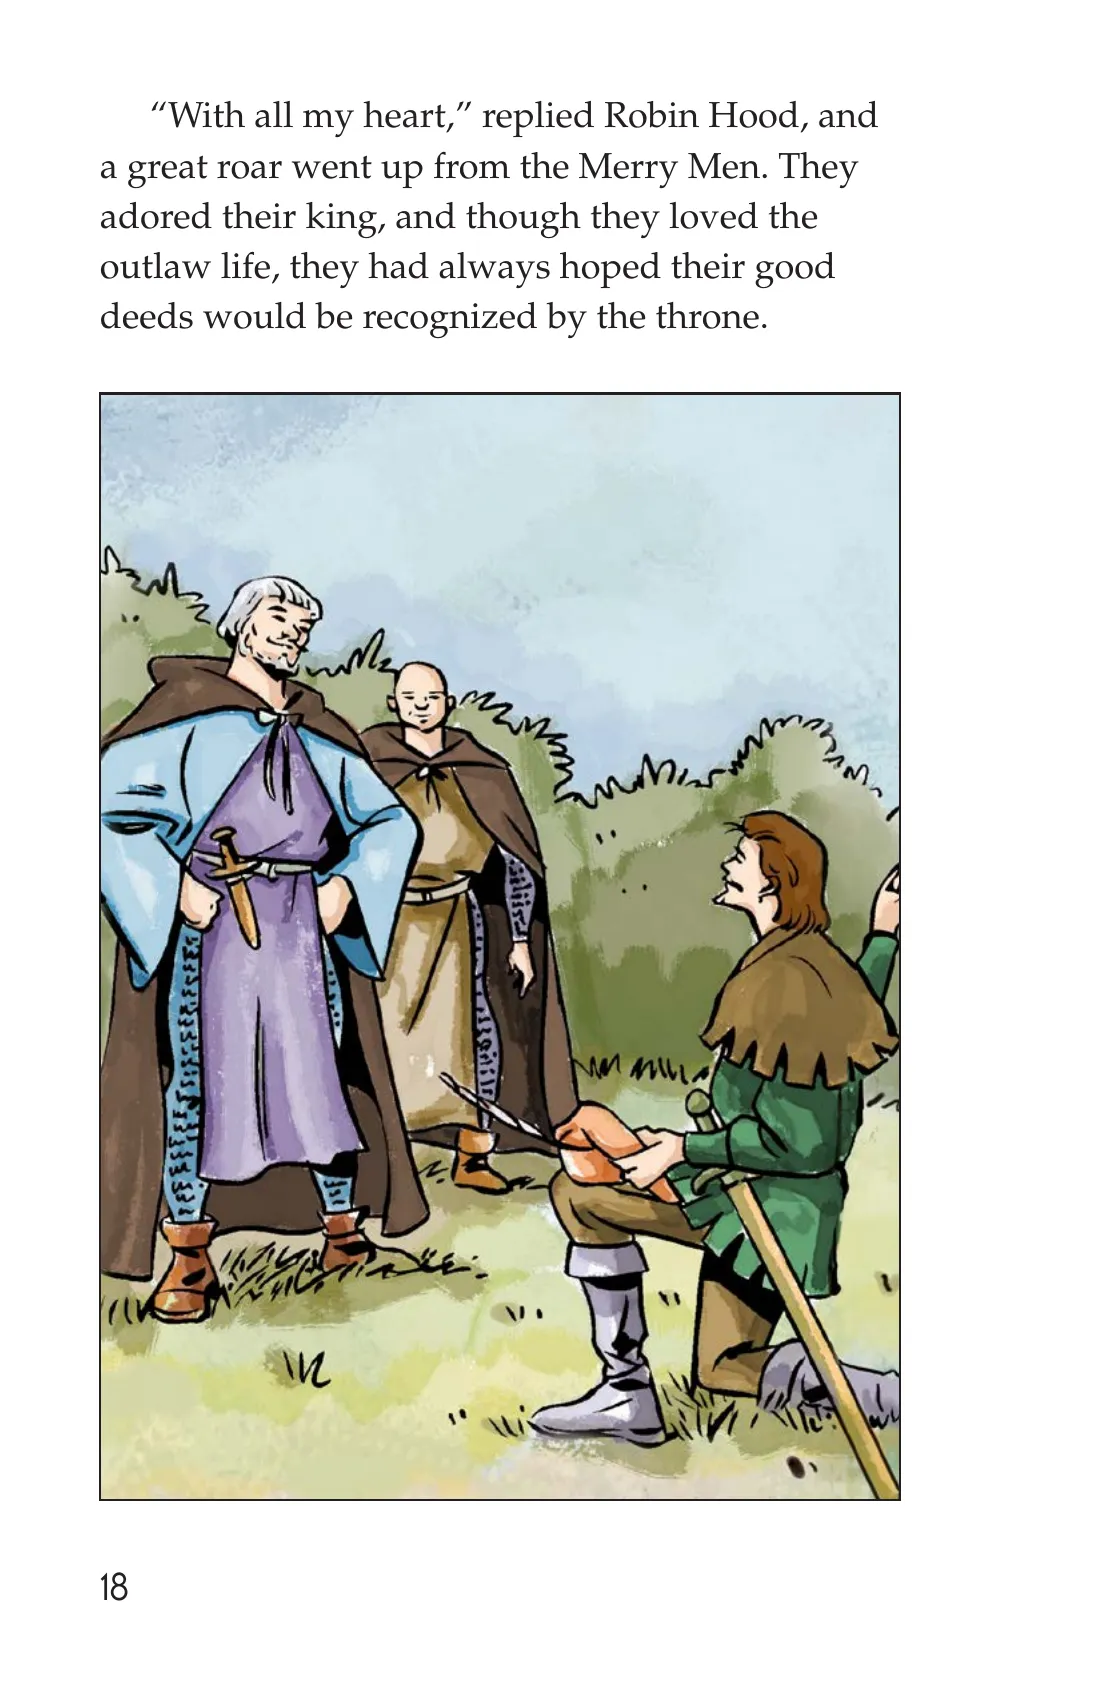 “With all my heart,” replied Robin Hood, and
a great roar went up from the Merry Men. They
adored their king, and though they loved the
outlaw life, they had always hoped their good
deeds would be recognized by the throne.
18